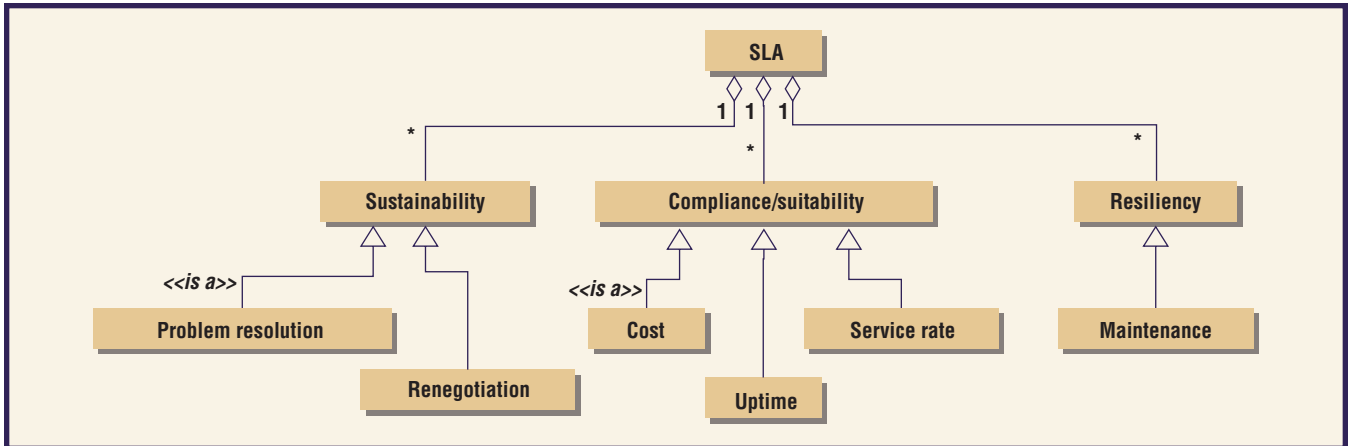 SLA
1 1 1
* * *
Sustainability Compliance/suitability Resiliency
<<is a>> <<is a>>
Problem resolution Cost Service rate Maintenance
Renegotiation Uptime